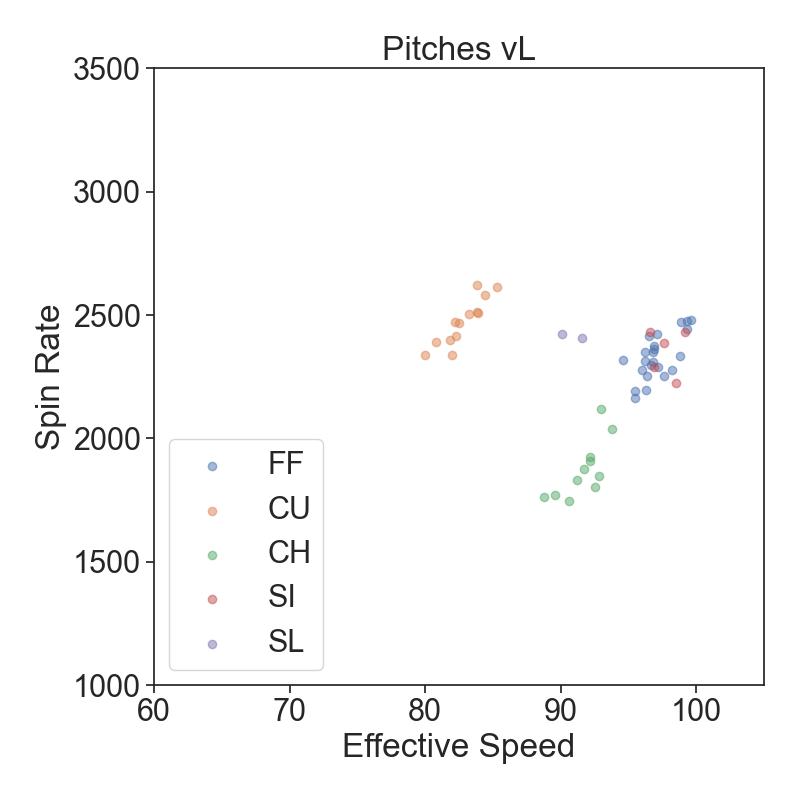 Pitches vL
3500
3000
2500
2000
1500
1000
Spin Rate
FF
CU
CH
SI
SL
60 70 80 90 100
Effective Speed